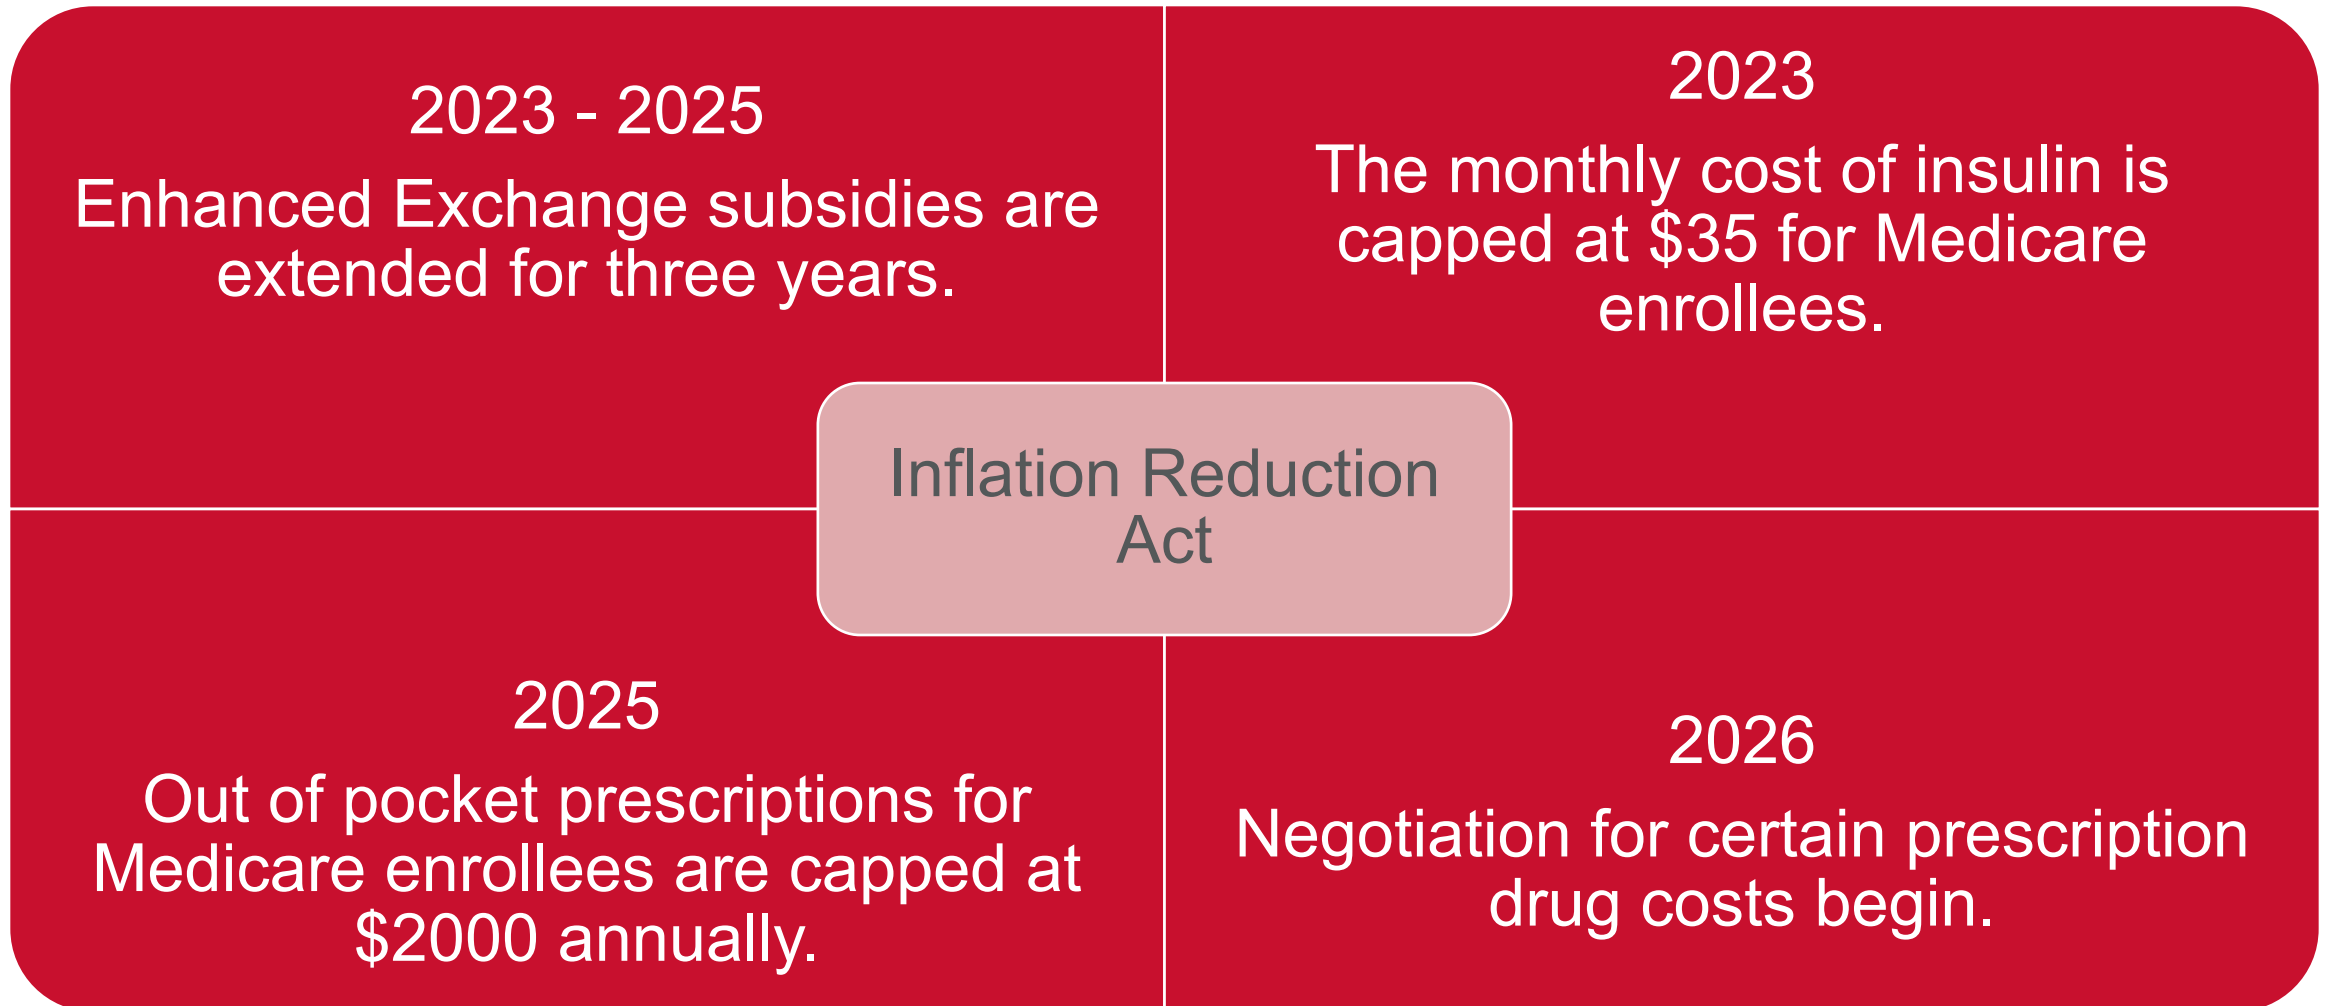 2023 - 2025
Enhanced Exchange subsidies are
extended for three years.
2023
The monthly cost of insulin is
capped at $35 for Medicare
enrollees.
Inflation Reduction
Act
2025
Out of pocket prescriptions for
Medicare enrollees are capped at
$2000 annually.
2026
Negotiation for certain prescription
drug costs begin.